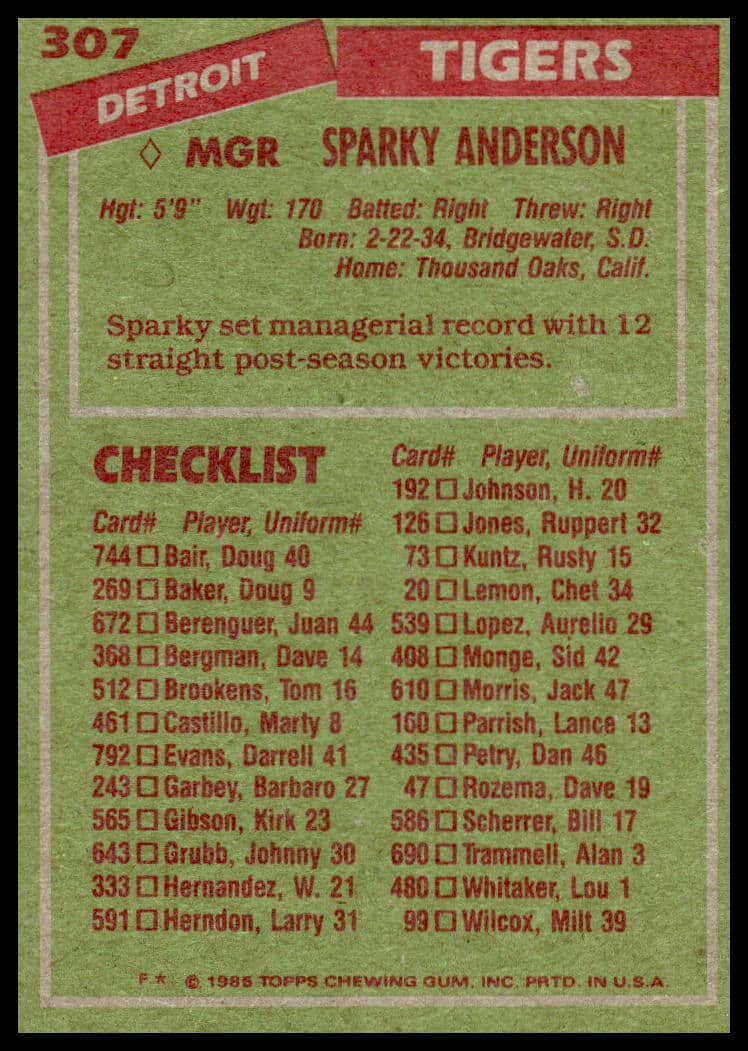 307
DETROIT TIGERS
◇ MGR SPARKY ANDERSON
Hgt: 5'9" Wgt: 170 Batted: Right Threw: Right
Born: 2-22-34, Bridgewater, S.D.
Home: Thousand Oaks, Calif.
Sparky set managerial record with 12
straight post-season victories.
CHECKLIST
Card# Player, Uniform#
744 □ Bair, Doug 40
269 □ Baker, Doug 9
672 □ Berenguer, Juan 44
368 □ Bergman, Dave 14
512 □ Brookens, Tom 16
461 □ Castillo, Marty 8
792 □ Evans, Darrell 41
243 □ Garbey, Barbaro 27
565 □ Gibson, Kirk 23
643 □ Grubb, Johnny 30
333 □ Hernandez, W. 21
591 □ Herndon, Larry 31
Card# Player, Uniform#
192 □ Johnson, H. 20
126 □ Jones, Ruppert 32
73 □ Kuntz, Rusty 15
20 □ Lemon, Chet 34
539 □ Lopez, Aurelio 29
408 □ Monge, Sid 42
610 □ Morris, Jack 47
160 □ Parrish, Lance 13
435 □ Petry, Dan 46
47 □ Rozema, Dave 19
586 □ Scherrer, Bill 17
690 □ Trammell, Alan 3
480 □ Whitaker, Lou 1
99 □ Wilcox, Milt 39
F * © 1985 TOPPS CHEWING GUM, INC. PRTD. IN U.S.A.